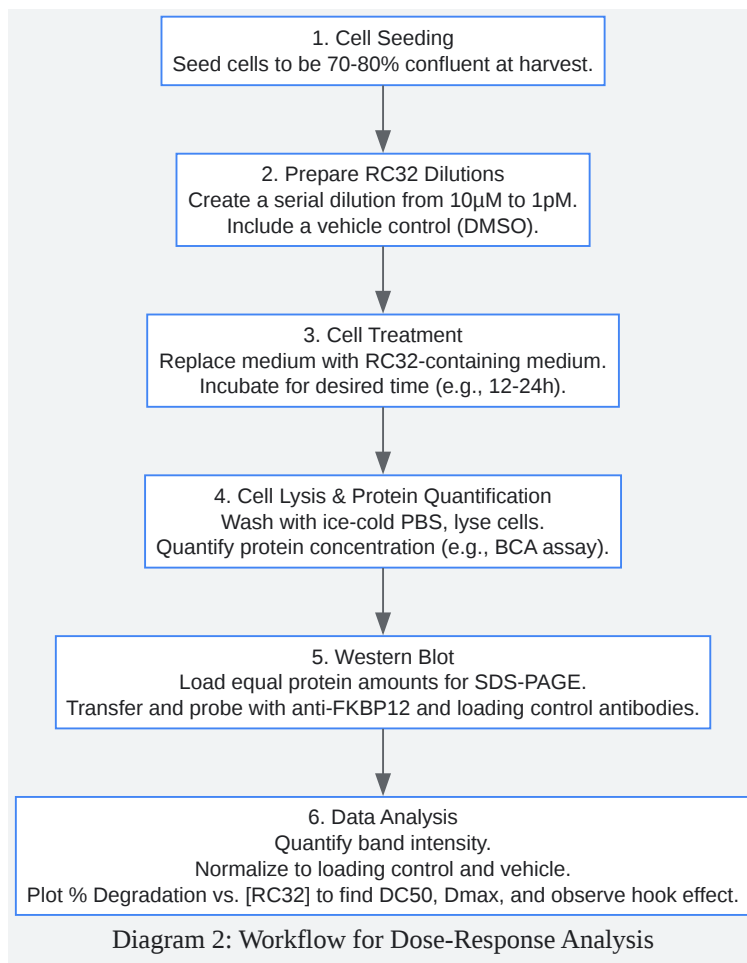 1. Cell Seeding
Seed cells to be 70-80% confluent at harvest.
2. Prepare RC32 Dilutions
Create a serial dilution from 10µM to 1pM.
Include a vehicle control (DMSO).
3. Cell Treatment
Replace medium with RC32-containing medium.
Incubate for desired time (e.g., 12-24h).
4. Cell Lysis & Protein Quantification
Wash with ice-cold PBS, lyse cells.
Quantify protein concentration (e.g., BCA assay).
5. Western Blot
Load equal protein amounts for SDS-PAGE.
Transfer and probe with anti-FKBP12 and loading control antibodies.
6. Data Analysis
Quantify band intensity.
Normalize to loading control and vehicle.
Plot % Degradation vs. [RC32] to find DC50, Dmax, and observe hook effect.
Diagram 2: Workflow for Dose-Response Analysis